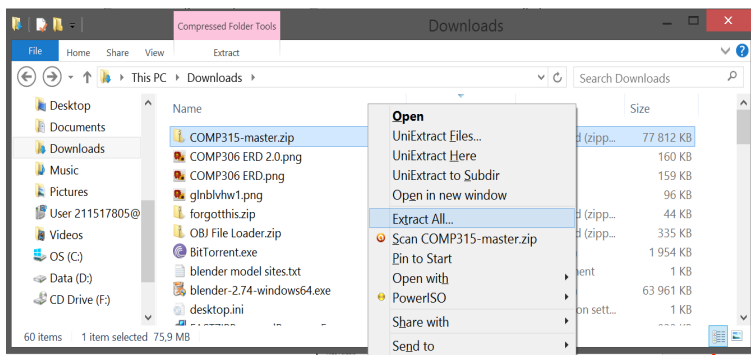 Compressed Folder Tools
Downloads
File Home Share View Extract
This PC Downloads
Search Downloads
Name Size
Desktop
Documents
Downloads
Music
Pictures
User 211517805@
Videos
OS (C:)
Data (D:)
CD Drive (F:)
COMP315-master.zip d (zipp... 77 812 KB
COMP306 ERD 2.0.png 160 KB
COMP306 ERD.png 159 KB
glnblvhw1.png 96 KB
forgotthis.zip d (zipp... 44 KB
OBJ File Loader.zip d (zipp... 335 KB
BitTorrent.exe 1 954 KB
blender model sites.txt ment 1 KB
blender-2.74-windows64.exe 63 961 KB
desktop.ini on sett... 1 KB
Open
UniExtract Files...
UniExtract Here
UniExtract to Subdir
Open in new window
Extract All...
Scan COMP315-master.zip
Pin to Start
Open with
PowerISO
Share with
Send to
60 items 1 item selected 75,9 MB